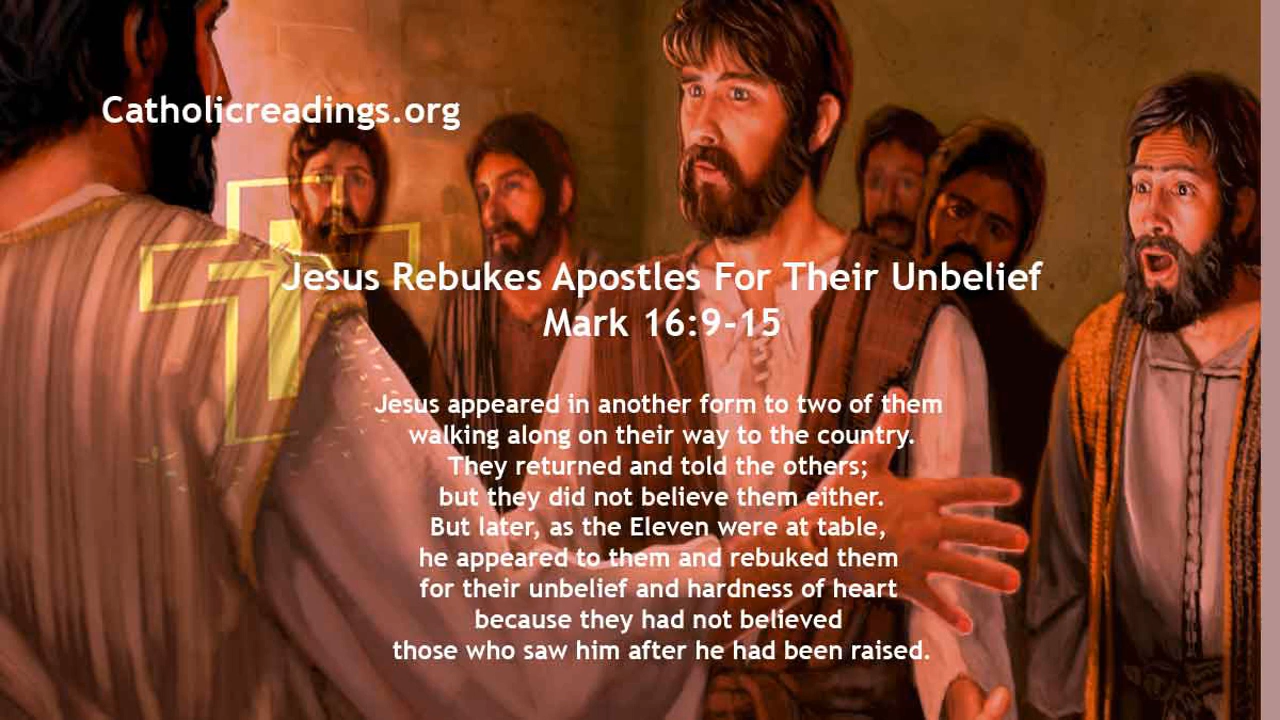 Catholicreadings.org
Jesus Rebukes Apostles For Their Unbelief
Mark 16:9-15
Jesus appeared in another form to two of them
walking along on their way to the country.
They returned and told the others;
but they did not believe them either.
But later, as the Eleven were at table,
he appeared to them and rebuked them
for their unbelief and hardness of heart
because they had not believed
those who saw him after he had been raised.